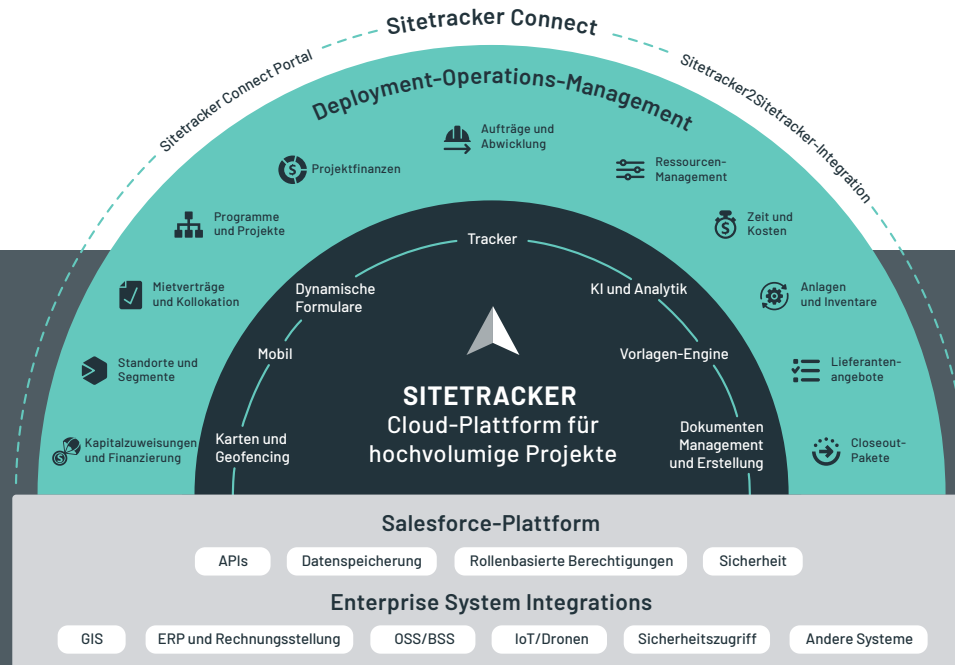 Sitetracker Connect
Sitetracker Connect Portal
Sitetracker2Sitetracker-Integration
Deployment-Operations-Management
Aufträge und
Abwicklung
Projektfinanzen
Ressourcen-
Management
Programme
und Projekte
Zeit und
Kosten
Mietverträge
und Kollokation
Anlagen
und Inventare
Standorte und
Segmente
Lieferanten-
angebote
Kapitalzuweisungen
und Finanzierung
Closeout-
Pakete
Tracker
Dynamische
Formulare
KI und Analytik
Mobil
Vorlagen-Engine
Karten und
Geofencing
Dokumenten
Management
und Erstellung
SITETRACKER
Cloud-Plattform für
hochvolumige Projekte
Salesforce-Plattform
APIs
Datenspeicherung
Rollenbasierte Berechtigungen
Sicherheit
Enterprise System Integrations
GIS
ERP und Rechnungsstellung
OSS/BSS
IoT/Dronen
Sicherheitszugriff
Andere Systeme